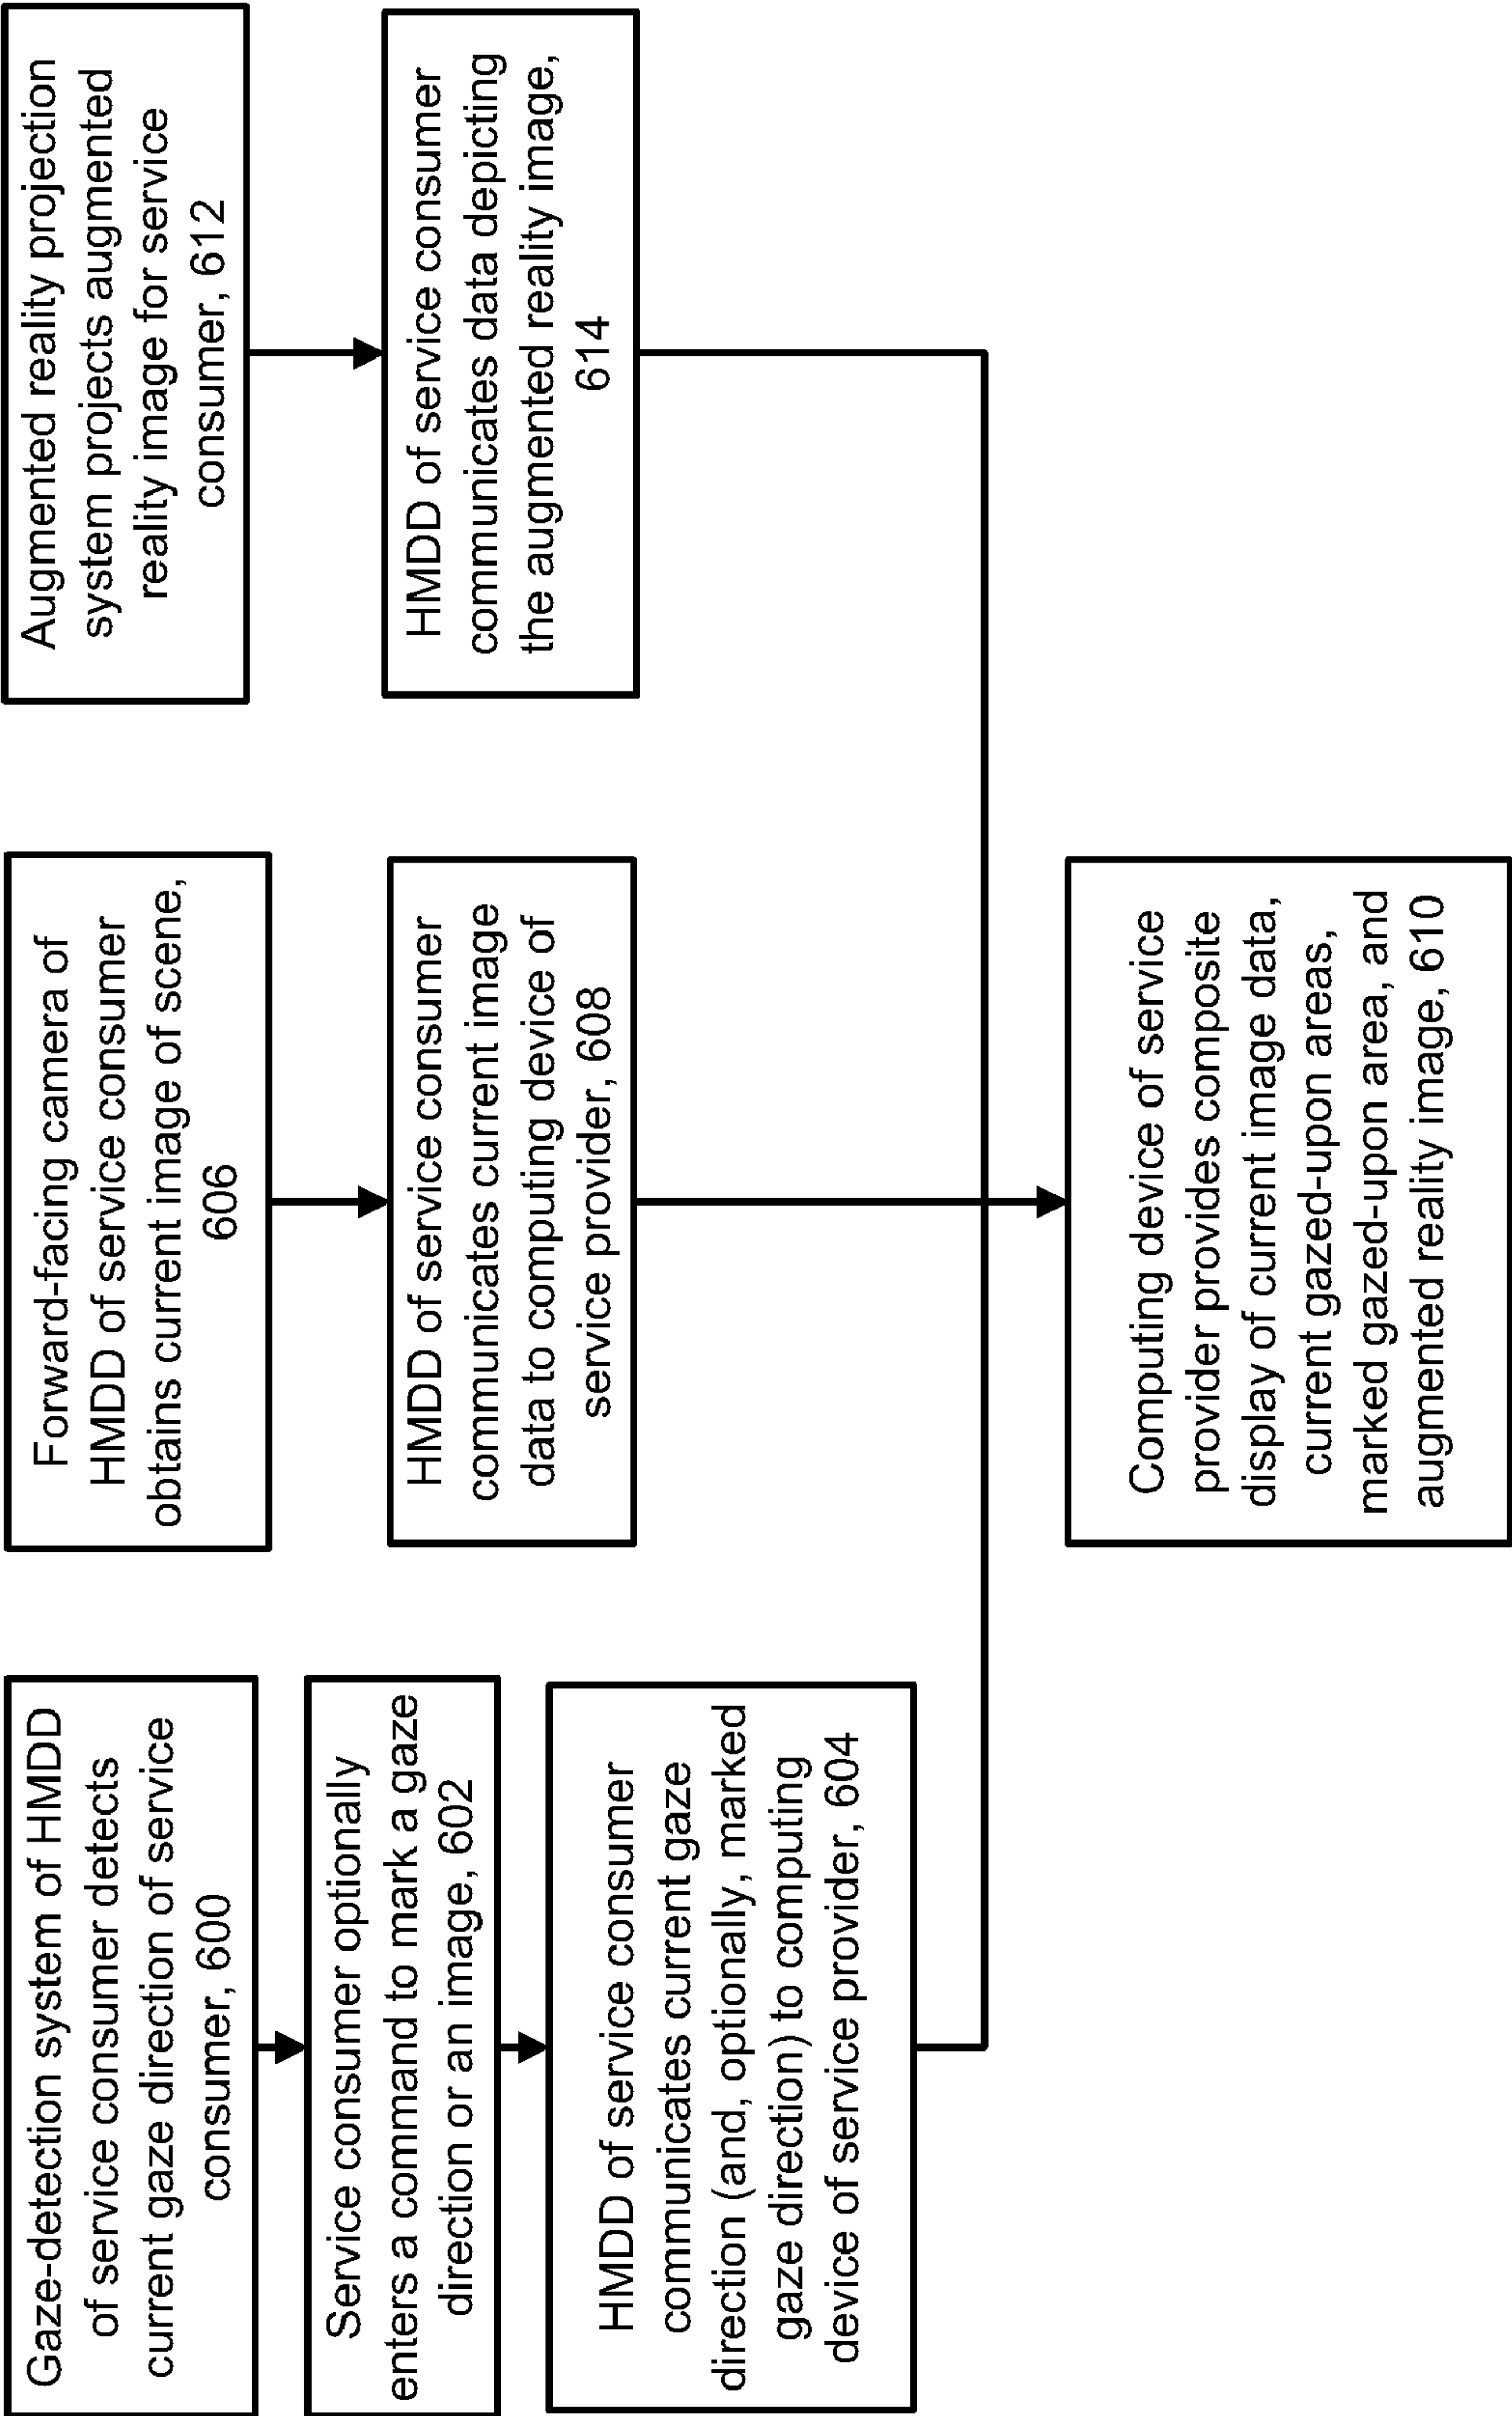 Gaze-detection system of HMDD
of service consumer detects
current gaze direction of service
consumer, 600
Service consumer optionally
enters a command to mark a gaze
direction or an image, 602
HMDD of service consumer
communicates current gaze
direction (and, optionally, marked
gaze direction) to computing
device of service provider, 604
Forward-facing camera of
HMDD of service consumer
obtains current image of scene,
606
HMDD of service consumer
communicates current image
data to computing device of
service provider, 608
Augmented reality projection
system projects augmented
reality image for service
consumer, 612
HMDD of service consumer
communicates data depicting
the augmented reality image,
614
Computing device of service
provider provides composite
display of current image data,
current gazed-upon areas,
marked gazed-upon area, and
augmented reality image, 610